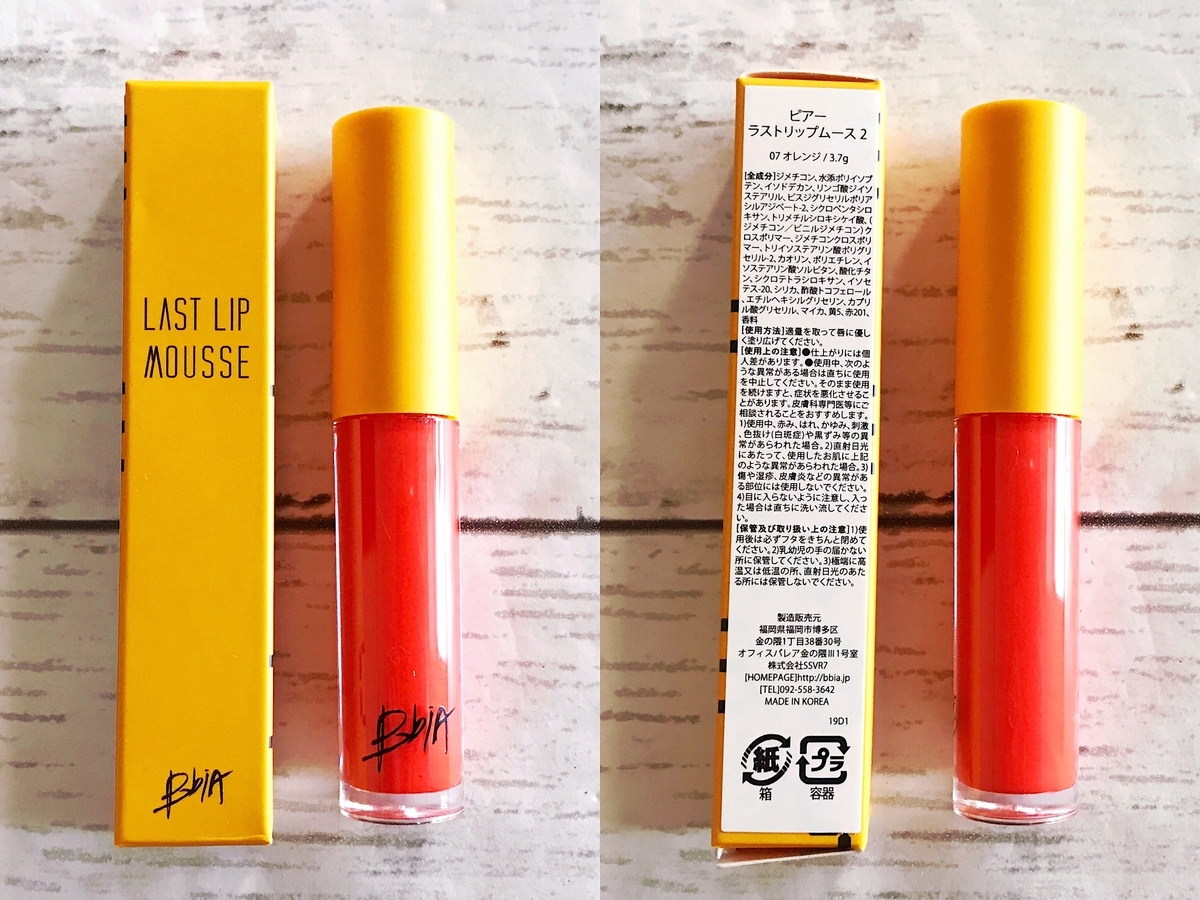 LAST LIP
MOUSSE
BbiA
BbiA
ピアー
ラストリップムース 2
07 オレンジ / 3.7g
[全成分]ジメチコン、水添ポリイソブ
テン、イソドデカン、リンゴ酸ジイソ
ステアリル、ビスジグリセリルポリア
シルアジペート-2、シクロペンタシロ
キサン、トリメチルシロキシケイ酸、(
ジメチコン／ビニルジメチコン)ク
ロスポリマー、ジメチコンクロスポリ
マー、トリイソステアリン酸ポリグリ
セリル-2、カオリン、ポリエチレン、イ
ソステアリン酸ソルビタン、酸化チタ
ン、シクロテトラシロキサン、イソセ
テス-20、シリカ、酢酸トコフェロール
、エチルヘキシルグリセリン、カプリ
ル酸グリセリル、マイカ、黄5、赤201、
香料
[使用方法]適量を取って唇に優し
く塗り広げてください。
[使用上の注意]●仕上がりには個
人差があります。●使用中、次のよ
うな異常がある場合は直ちに使用
を中止してください。そのまま使用
を続けますと、症状を悪化させるこ
とがあります。皮膚科専門医等にご
相談されることをおすすめします。
1)使用中、赤み、はれ、かゆみ、刺激
、色抜け(白斑症)や黒ずみ等の異
常があらわれた場合。2)直射日光
にあたって、使用したお肌に上記
のような異常があらわれた場合。3)
傷や湿疹、皮膚炎などの異常があ
る部位には使用しないでください。
4)目に入らないように注意し、入っ
た場合は直ちに洗い流してくださ
い。
[保管及び取り扱い上の注意]1)使
用後は必ずフタをきちんと閉めて
ください。2)乳幼児の手の届かない
所に保管してください。3)極端に高
温又は低温の所、直射日光のあた
る所には保管しないでください。
製造販売元
福岡県福岡市博多区
金の隈1丁目38番30号
オフィスパレア金の隈Ⅲ1号室
株式会社SSVR7
[HOMEPAGE]http://bbia.jp
[TEL]092-558-3642
MADE IN KOREA
19D1
紙
プラ
箱
容器